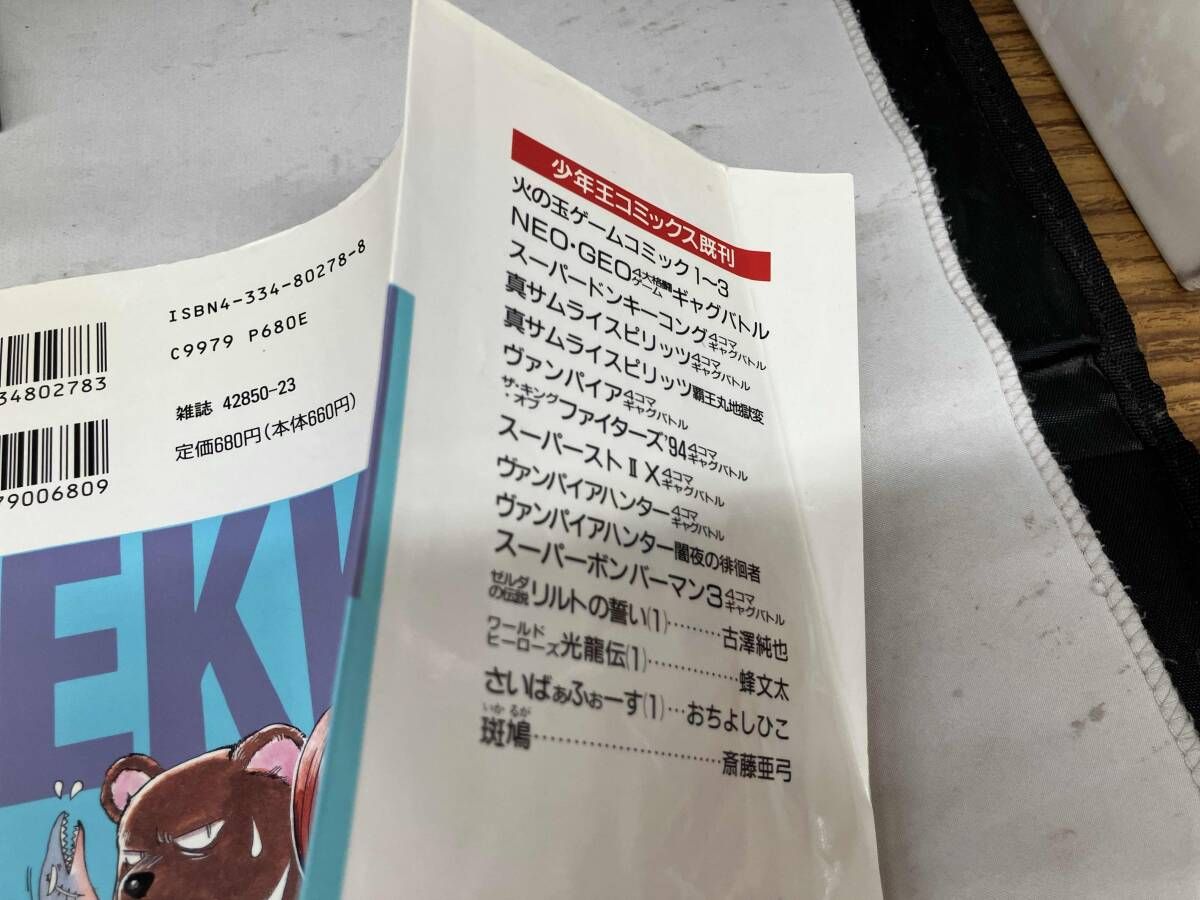 ISBN4-334-80278-8
C9979 P680E
34802783
雑誌 42850-23
定価680円(本体660円)
79006809
EK
少年王コミックス既刊
火の玉ゲームコミック1〜3
NEO・GEO4大格闘ゲームギャグバトル
スーパードンキーコング4コマギャグバトル
真サムライスピリッツ4コマギャグバトル
真サムライスピリッツ覇王丸地獄変
ヴァンパイア4コマギャグバトル
ザ・キング・オブファイターズ'94 4コマギャグバトル
スーパーストⅡX4コマギャグバトル
ヴァンパイアハンター4コマギャグバトル
ヴァンパイアハンター闇夜の徘徊者
スーパーボンバーマン3 4コマギャグバトル
ゼルダの伝説リルトの誓い(1)………古澤純也
ワールドヒーローズ光龍伝(1)……………蜂文太
さいばぁふぉーす(1)…おちよしひこ
いかるが
斑鳩…………………………斎藤亜弓